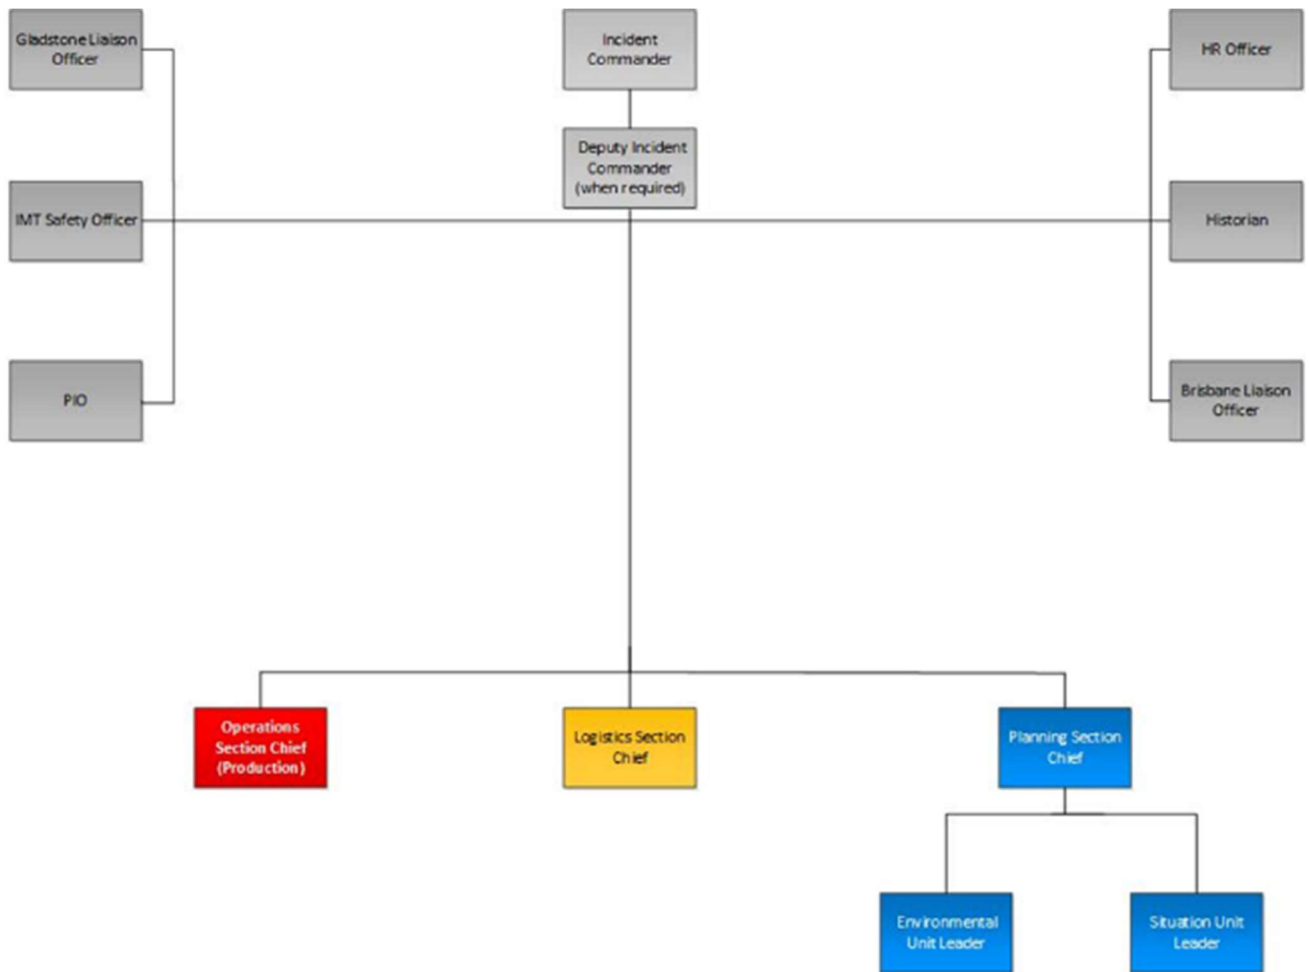 Gladstone Liaison
Officer
Incident
Commander
HR Officer
Deputy Incident
Commander
(when required)
IMT Safety Officer
Historian
PIO
Brisbane Liaison
Officer
Operations
Section Chief
(Production)
Logistics Section
Chief
Planning Section
Chief
Environmental
Unit Leader
Situation Unit
Leader